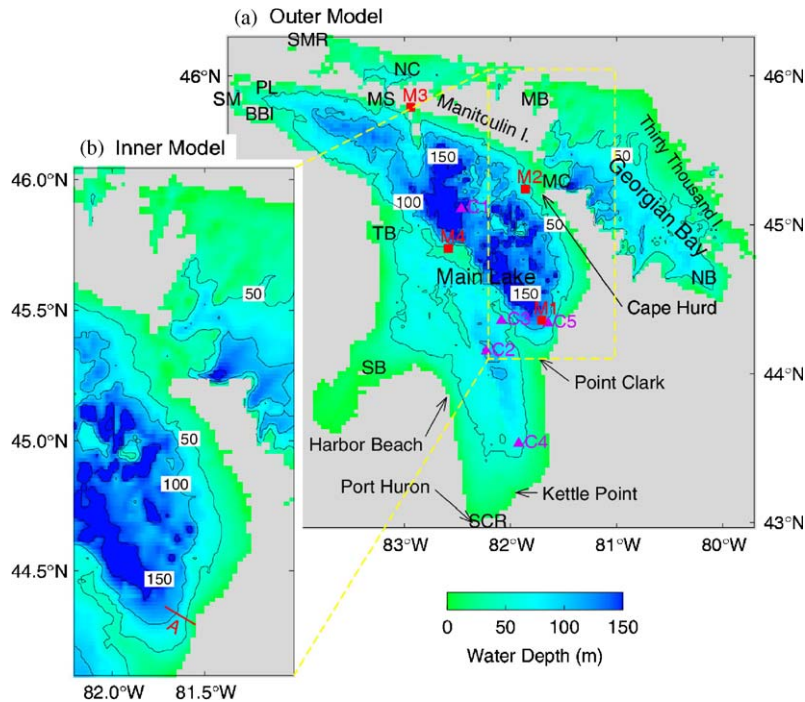 (a) Outer Model
SMR
46°N
46°N
NC
PL
SM
BBI
MS
M3
MB
Manitoulin I.
Thirty Thousand I.
(b) Inner Model
150
50
46.0°N
M2
MC
Georgian Bay
100
C1
50
45°N
TB
M4
NB
50
Main Lake
45.5°N
150
M1
Cape Hurd
C3
C5
C2
44°N
SB
Point Clark
50
45.0°N
Harbor Beach
C4
100
Port Huron
Kettle Point
SCR
43°N
83°W
82°W
81°W
80°W
44.5°N
150
A
0
50
100
150
Water Depth (m)
82.0°W
81.5°W